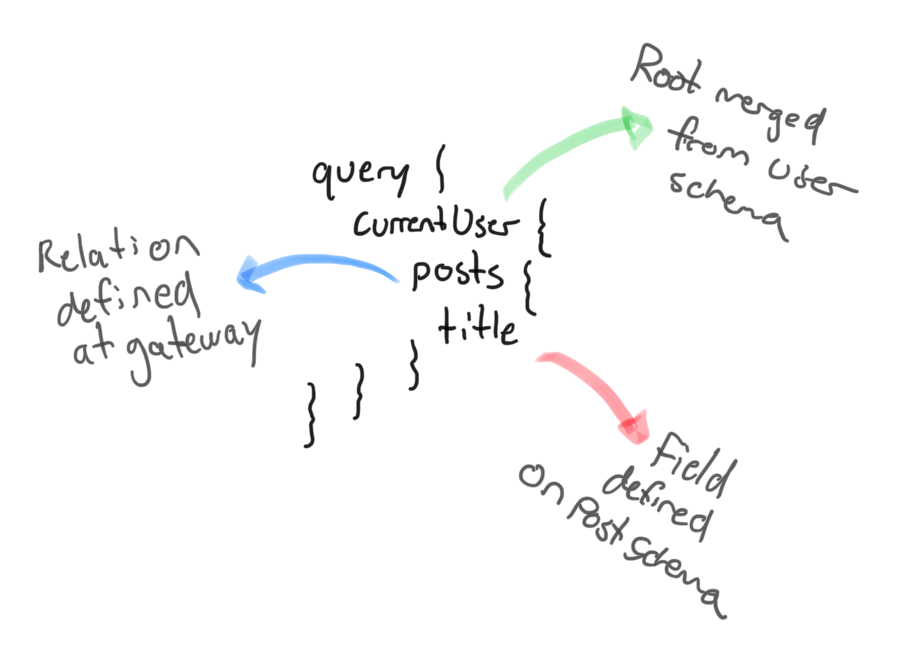 query {
currentUser {
posts {
title
}
}
}
Root merged
from user
schema
Relation
defined
at gateway
Field
defined
on Post schema